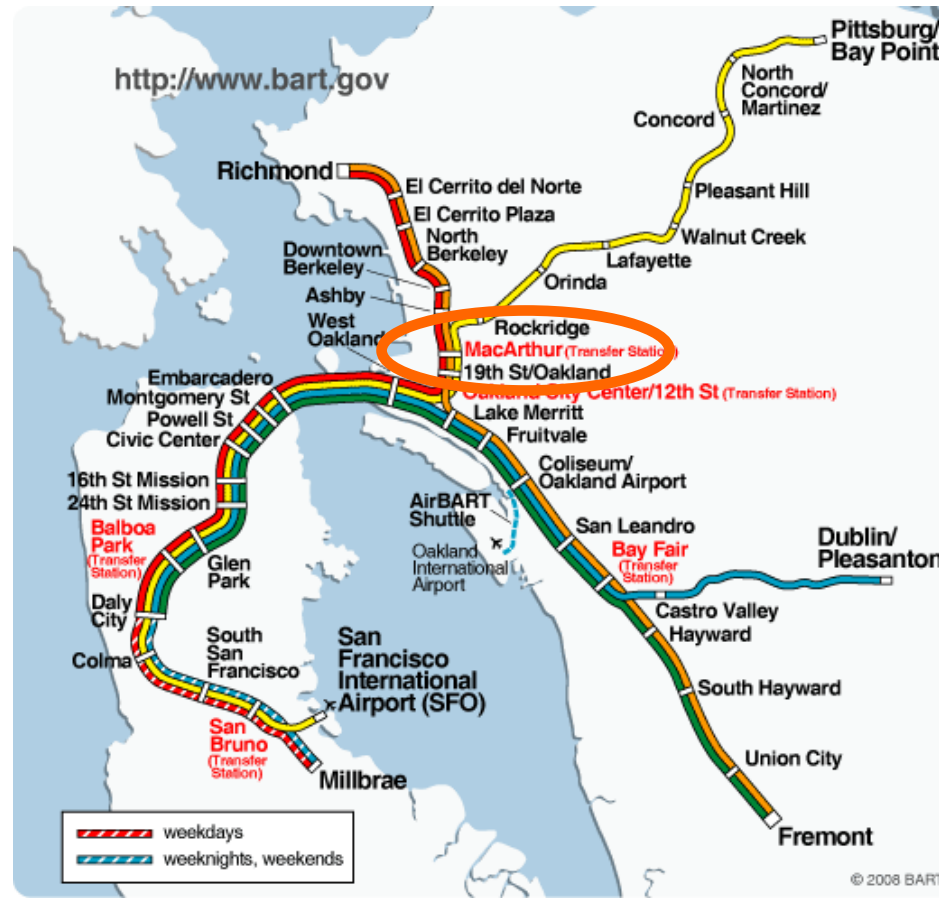 Pittsburg/
Bay Point
http://www.bart.gov
North
Concord/
Martinez
Concord
Richmond
El Cerrito del Norte
Pleasant Hill
El Cerrito Plaza
North
Berkeley
Walnut Creek
Downtown
Berkeley
Lafayette
Orinda
Ashby
West
Oakland
Rockridge
MacArthur (Transfer Station)
19th St/Oakland
Oakland City Center/12th St (Transfer Station)
Embarcadero
Montgomery St
Powell St
Civic Center
Lake Merritt
Fruitvale
16th St Mission
24th St Mission
Coliseum/
Oakland Airport
AirBART
Shuttle
San Leandro
Balboa
Park
(Transfer
Station)
Glen
Park
Oakland
International
Airport
Bay Fair
(Transfer
Station)
Dublin/
Pleasanton
Daly
City
Castro Valley
Hayward
Colma
South
San
Francisco
San
Francisco
International
Airport (SFO)
South Hayward
San
Bruno
(Transfer
Station)
Millbrae
Union City
Fremont
weekdays
weeknights, weekends
© 2008 BART